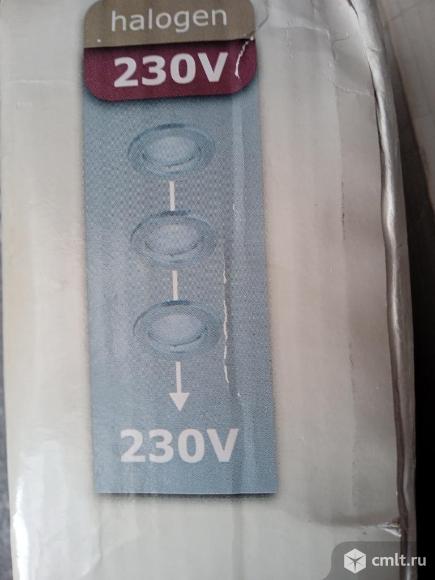 halogen
230V
230V
cmlt.ru